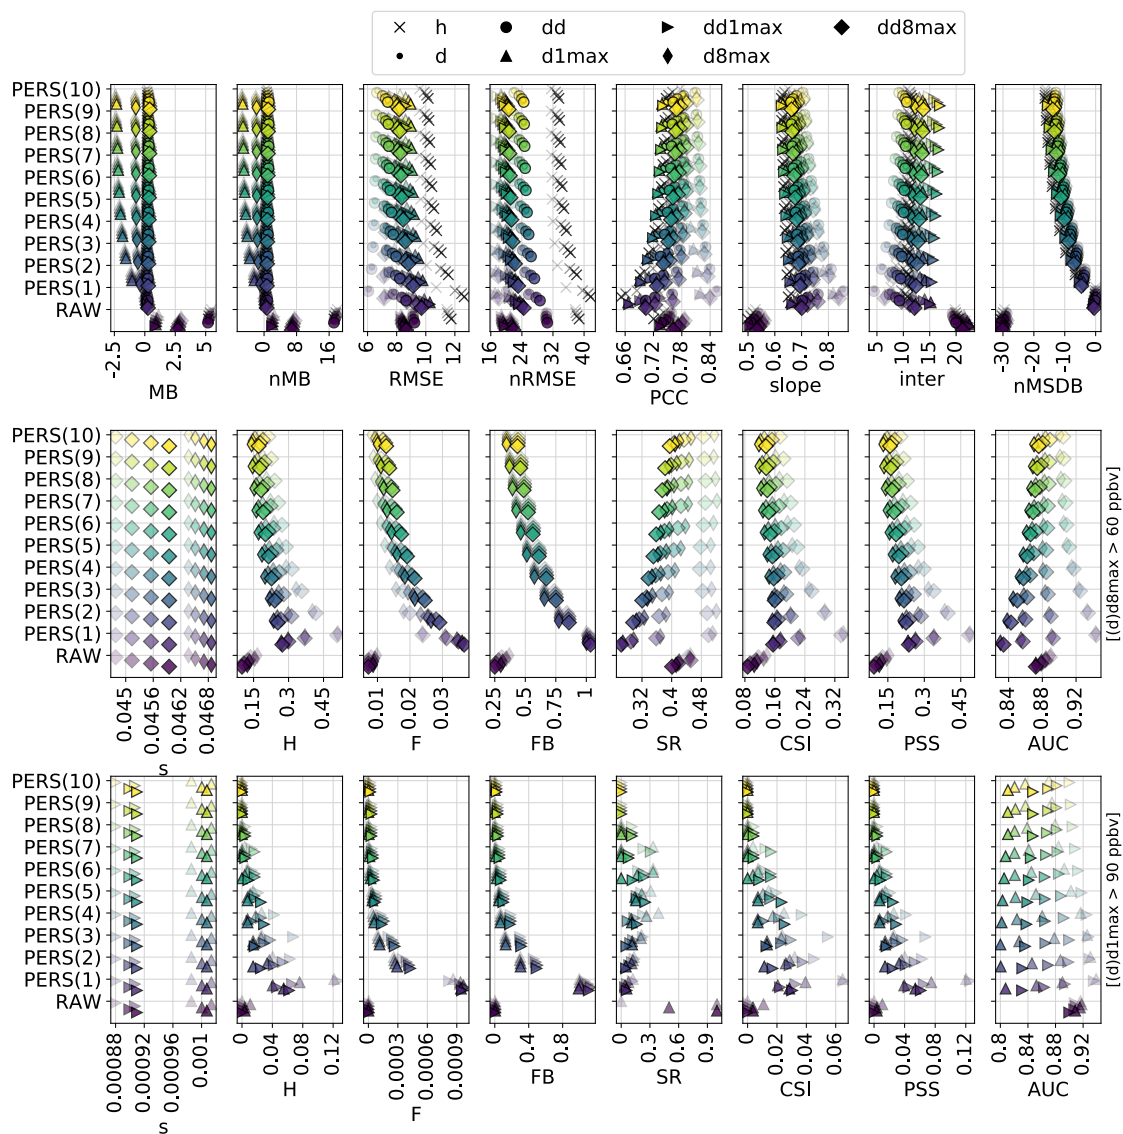 h dd dd1max dd8max
d d1max d8max
PERS(10)
PERS(9)
PERS(8)
PERS(7)
PERS(6)
PERS(5)
PERS(4)
PERS(3)
PERS(2)
PERS(1)
RAW
-2.5 0 2.5 5
MB
0 8 16
nMB
6 8 10 12
RMSE
16 24 32 40
nRMSE
0.66 0.72 0.78 0.84
PCC
0.5 0.6 0.7 0.8
slope
5 10 15 20
inter
-30 -20 -10 0
nMSDB
PERS(10)
PERS(9)
PERS(8)
PERS(7)
PERS(6)
PERS(5)
PERS(4)
PERS(3)
PERS(2)
PERS(1)
RAW
0.045 0.0456 0.0462 0.0468
s
0.15 0.3 0.45
H
0.01 0.02 0.03
F
0.25 0.5 0.75 1
FB
0.32 0.4 0.48
SR
0.08 0.16 0.24 0.32
CSI
0.15 0.3 0.45
PSS
0.84 0.88 0.92
AUC
[(d)d8max > 60 ppbv]
PERS(10)
PERS(9)
PERS(8)
PERS(7)
PERS(6)
PERS(5)
PERS(4)
PERS(3)
PERS(2)
PERS(1)
RAW
0.00088 0.00092 0.00096 0.001
s
0 0.04 0.08 0.12
H
0 0.0003 0.0006 0.0009
F
0 0.4 0.8
FB
0 0.3 0.6 0.9
SR
0 0.02 0.04 0.06
CSI
0 0.04 0.08 0.12
PSS
0.8 0.84 0.88 0.92
AUC
[(d)d1max > 90 ppbv]